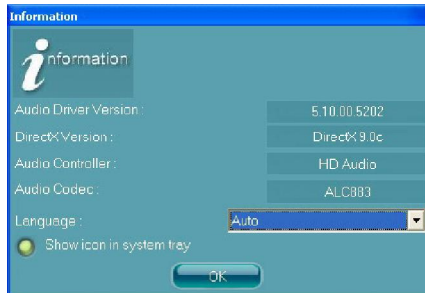 Information
information
Audio Driver Version : 5.10.00.5202
DirectX Version : DirectX 9.0c
Audio Controller : HD Audio
Audio Codec : ALC883
Language : Auto
Show icon in system tray
OK